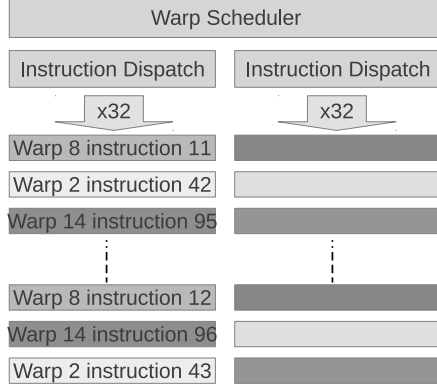 Warp Scheduler
Instruction Dispatch
Instruction Dispatch
x32
x32
Warp 8 instruction 11
Warp 2 instruction 42
Warp 14 instruction 95
Warp 8 instruction 12
Warp 14 instruction 96
Warp 2 instruction 43